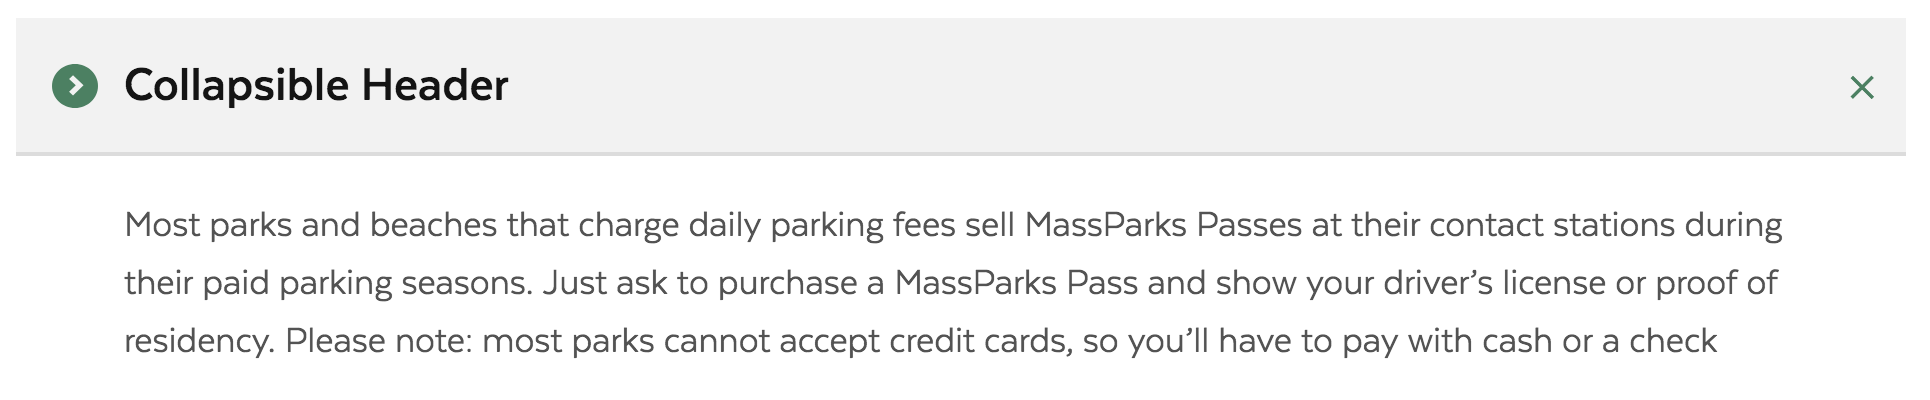 Collapsible Header
Most parks and beaches that charge daily parking fees sell MassParks Passes at their contact stations during
their paid parking seasons. Just ask to purchase a MassParks Pass and show your driver’s license or proof of
residency. Please note: most parks cannot accept credit cards, so you’ll have to pay with cash or a check